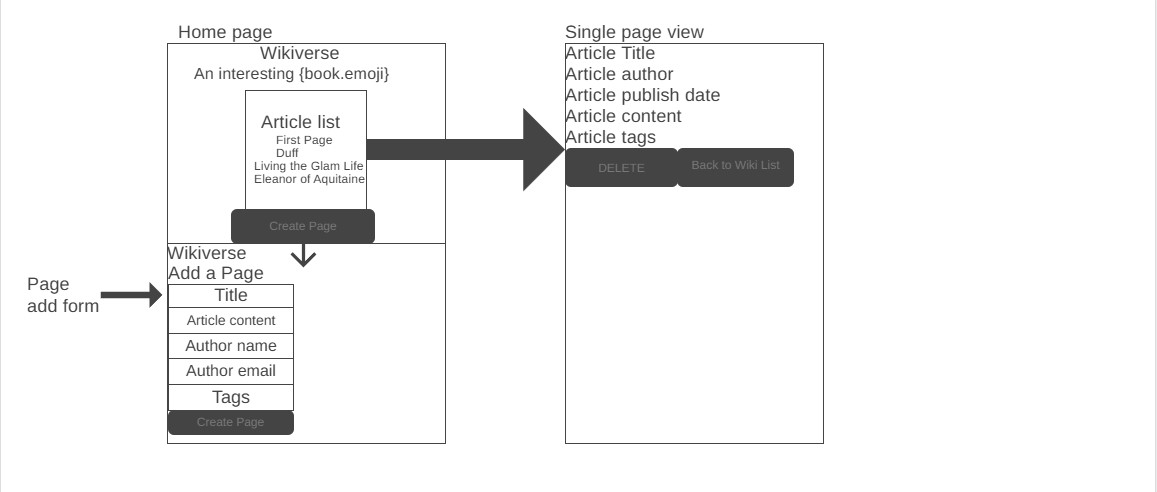 Home page
Wikiverse
An interesting {book.emoji}
Article list
First Page
Duff
Living the Glam Life
Eleanor of Aquitaine
Create Page
Wikiverse
Add a Page
Page
add form
Title
Article content
Author name
Author email
Tags
Create Page
Single page view
Article Title
Article author
Article publish date
Article content
Article tags
DELETE
Back to Wiki List